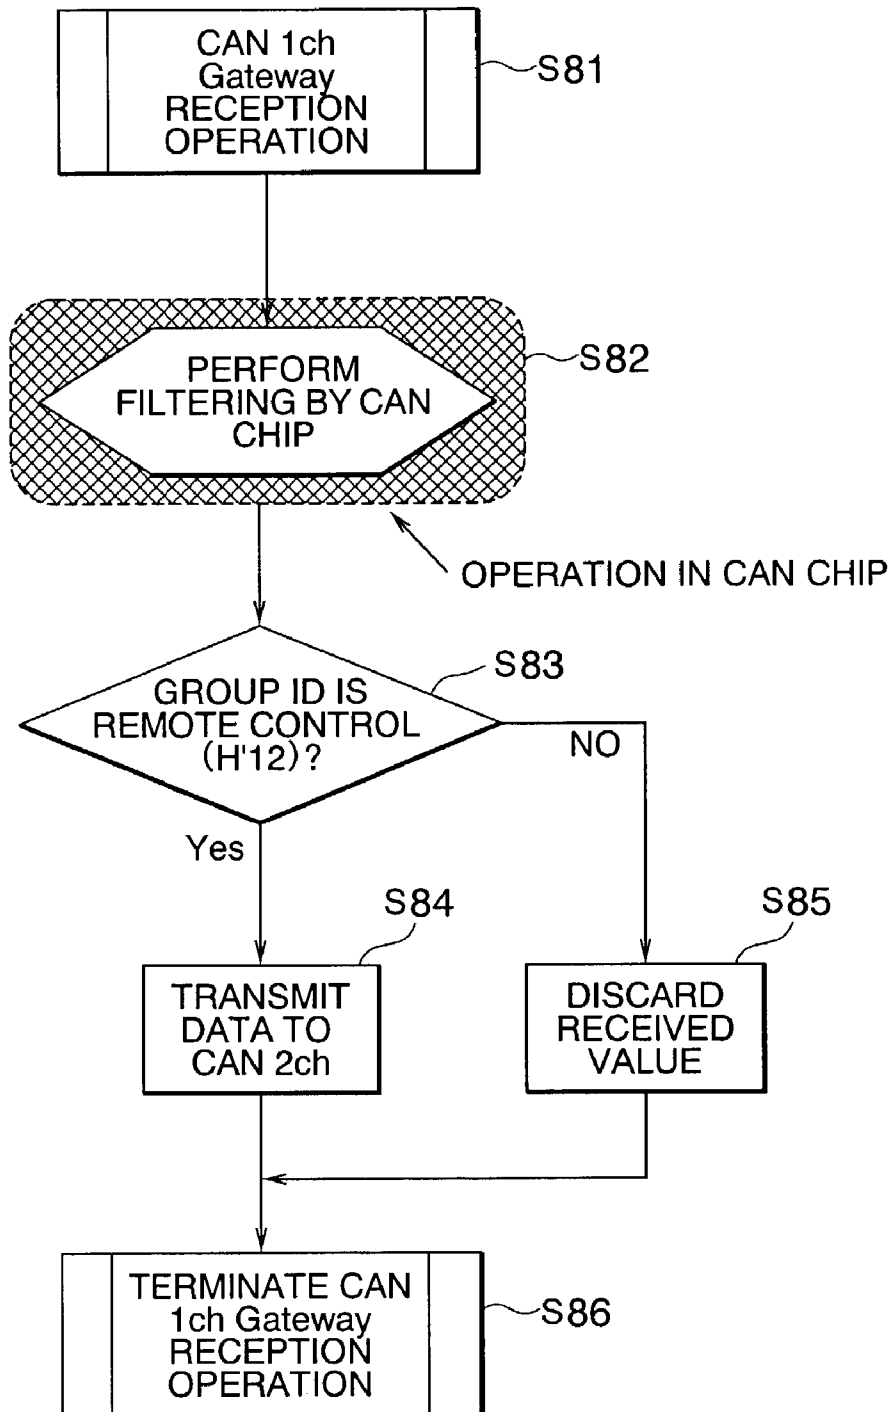 CAN 1ch
Gateway
RECEPTION
OPERATION
S81
PERFORM
FILTERING BY CAN
CHIP
S82
OPERATION IN CAN CHIP
GROUP ID IS
REMOTE CONTROL
(H'12)?
S83
NO
Yes
S84
TRANSMIT
DATA TO
CAN 2ch
S85
DISCARD
RECEIVED
VALUE
TERMINATE CAN
1ch Gateway
RECEPTION
OPERATION
S86